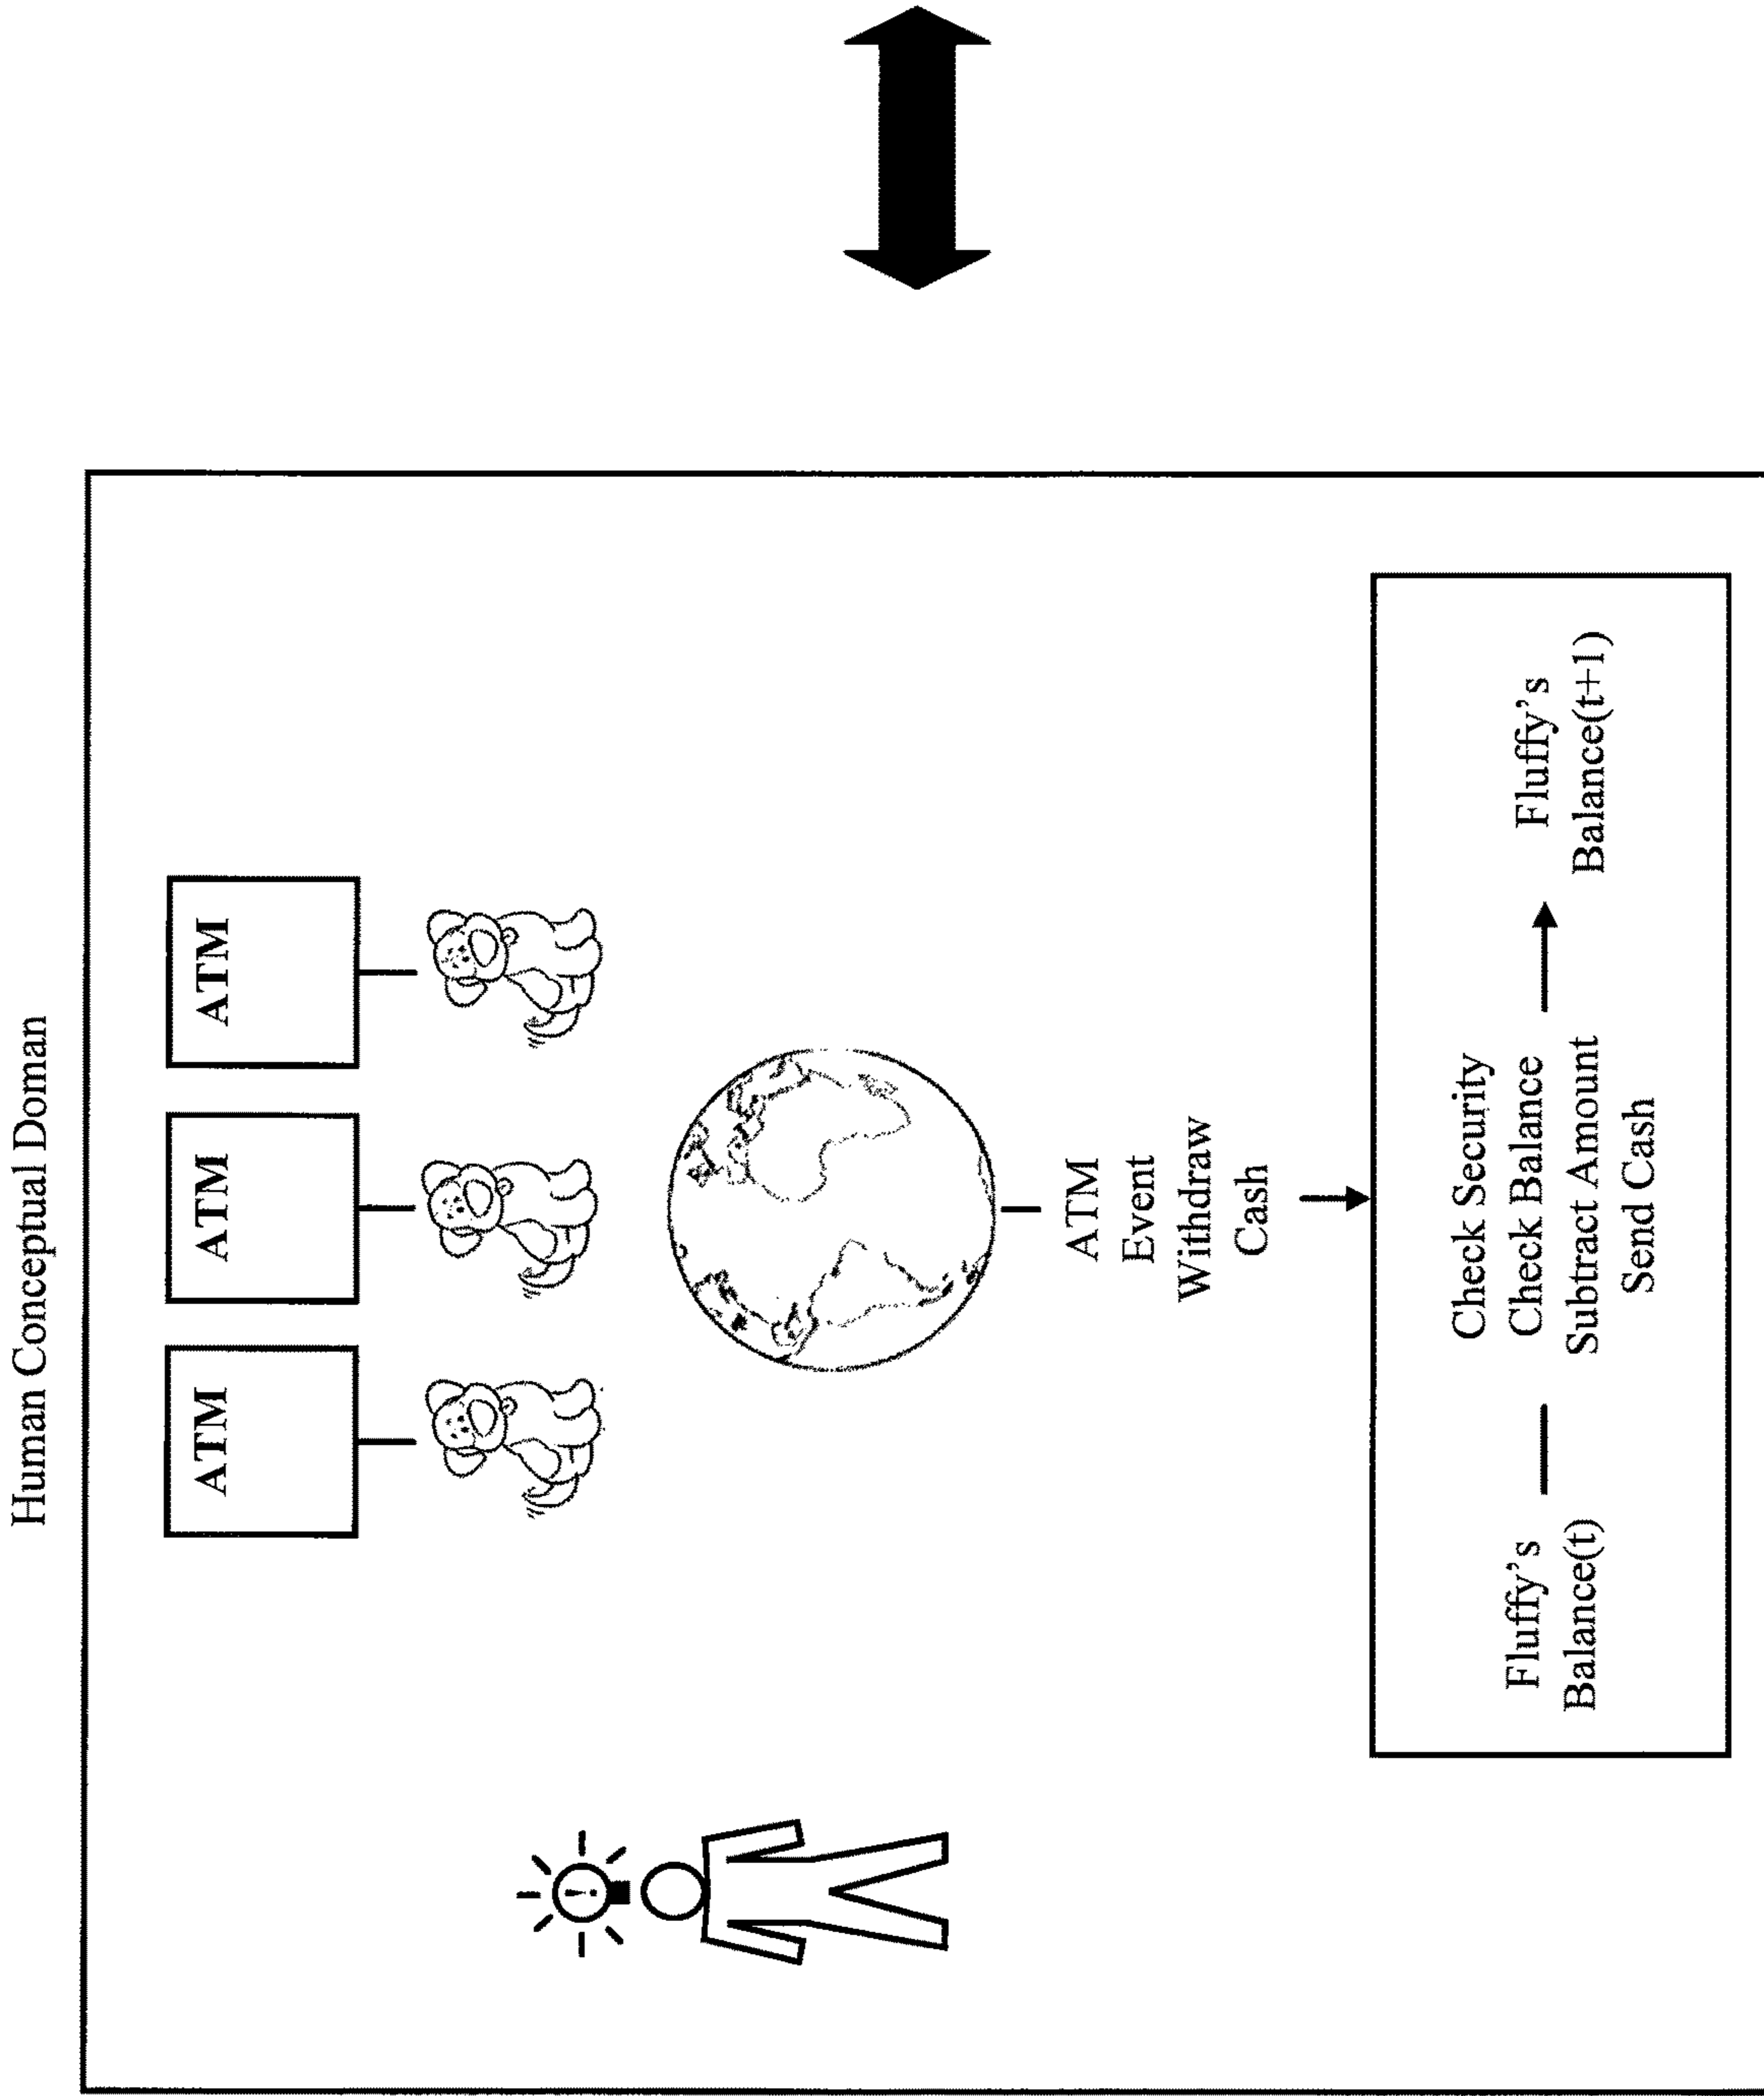 Human Conceptual Doman
ATM
ATM
ATM
ATM
Event
Withdraw
Cash
Fluffy's
Balance(t)
Check Security
Check Balance
Subtract Amount
Send Cash
Fluffy's
Balance(t+1)
!